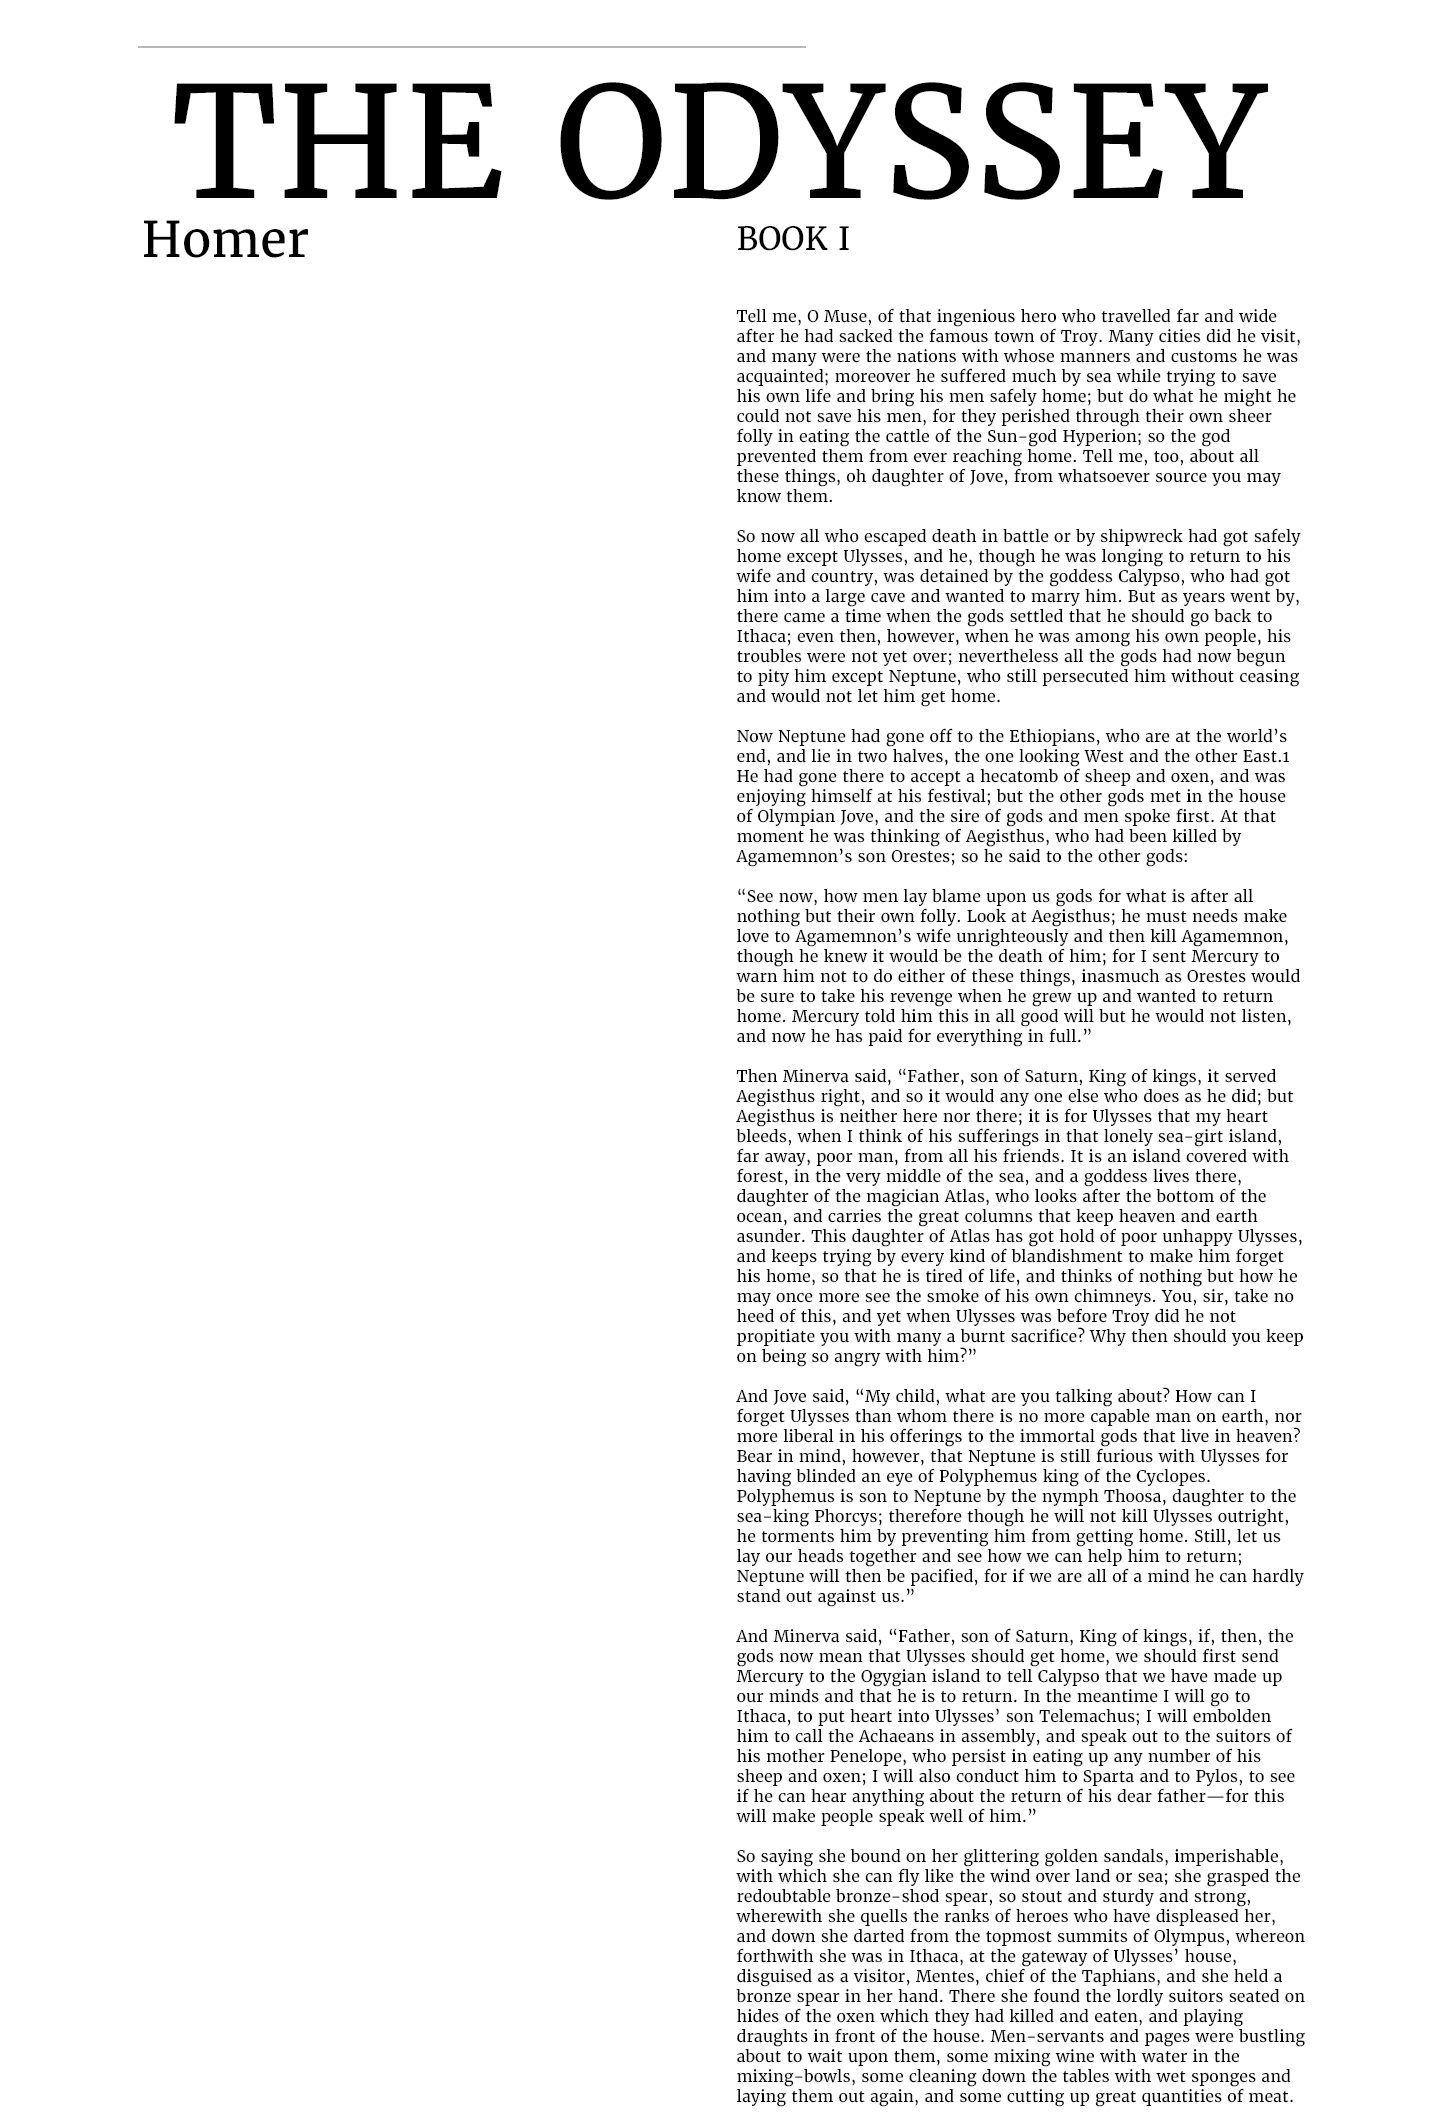 THE ODYSSEY
Homer
BOOK I
Tell me, O Muse, of that ingenious hero who travelled far and wide
after he had sacked the famous town of Troy. Many cities did he visit,
and many were the nations with whose manners and customs he was
acquainted; moreover he suffered much by sea while trying to save
his own life and bring his men safely home; but do what he might he
could not save his men, for they perished through their own sheer
folly in eating the cattle of the Sun-god Hyperion; so the god
prevented them from ever reaching home. Tell me, too, about all
these things, oh daughter of Jove, from whatsoever source you may
know them.
So now all who escaped death in battle or by shipwreck had got safely
home except Ulysses, and he, though he was longing to return to his
wife and country, was detained by the goddess Calypso, who had got
him into a large cave and wanted to marry him. But as years went by,
there came a time when the gods settled that he should go back to
Ithaca; even then, however, when he was among his own people, his
troubles were not yet over; nevertheless all the gods had now begun
to pity him except Neptune, who still persecuted him without ceasing
and would not let him get home.
Now Neptune had gone off to the Ethiopians, who are at the world’s
end, and lie in two halves, the one looking West and the other East.1
He had gone there to accept a hecatomb of sheep and oxen, and was
enjoying himself at his festival; but the other gods met in the house
of Olympian Jove, and the sire of gods and men spoke first. At that
moment he was thinking of Aegisthus, who had been killed by
Agamemnon’s son Orestes; so he said to the other gods:
“See now, how men lay blame upon us gods for what is after all
nothing but their own folly. Look at Aegisthus; he must needs make
love to Agamemnon’s wife unrighteously and then kill Agamemnon,
though he knew it would be the death of him; for I sent Mercury to
warn him not to do either of these things, inasmuch as Orestes would
be sure to take his revenge when he grew up and wanted to return
home. Mercury told him this in all good will but he would not listen,
and now he has paid for everything in full.”
Then Minerva said, “Father, son of Saturn, King of kings, it served
Aegisthus right, and so it would any one else who does as he did; but
Aegisthus is neither here nor there; it is for Ulysses that my heart
bleeds, when I think of his sufferings in that lonely sea-girt island,
far away, poor man, from all his friends. It is an island covered with
forest, in the very middle of the sea, and a goddess lives there,
daughter of the magician Atlas, who looks after the bottom of the
ocean, and carries the great columns that keep heaven and earth
asunder. This daughter of Atlas has got hold of poor unhappy Ulysses,
and keeps trying by every kind of blandishment to make him forget
his home, so that he is tired of life, and thinks of nothing but how he
may once more see the smoke of his own chimneys. You, sir, take no
heed of this, and yet when Ulysses was before Troy did he not
propitiate you with many a burnt sacrifice? Why then should you keep
on being so angry with him?”
And Jove said, “My child, what are you talking about? How can I
forget Ulysses than whom there is no more capable man on earth, nor
more liberal in his offerings to the immortal gods that live in heaven?
Bear in mind, however, that Neptune is still furious with Ulysses for
having blinded an eye of Polyphemus king of the Cyclopes.
Polyphemus is son to Neptune by the nymph Thoosa, daughter to the
sea-king Phorcys; therefore though he will not kill Ulysses outright,
he torments him by preventing him from getting home. Still, let us
lay our heads together and see how we can help him to return;
Neptune will then be pacified, for if we are all of a mind he can hardly
stand out against us.”
And Minerva said, “Father, son of Saturn, King of kings, if, then, the
gods now mean that Ulysses should get home, we should first send
Mercury to the Ogygian island to tell Calypso that we have made up
our minds and that he is to return. In the meantime I will go to
Ithaca, to put heart into Ulysses’ son Telemachus; I will embolden
him to call the Achaeans in assembly, and speak out to the suitors of
his mother Penelope, who persist in eating up any number of his
sheep and oxen; I will also conduct him to Sparta and to Pylos, to see
if he can hear anything about the return of his dear father—for this
will make people speak well of him.”
So saying she bound on her glittering golden sandals, imperishable,
with which she can fly like the wind over land or sea; she grasped the
redoubtable bronze-shod spear, so stout and sturdy and strong,
wherewith she quells the ranks of heroes who have displeased her,
and down she darted from the topmost summits of Olympus, whereon
forthwith she was in Ithaca, at the gateway of Ulysses’ house,
disguised as a visitor, Mentes, chief of the Taphians, and she held a
bronze spear in her hand. There she found the lordly suitors seated on
hides of the oxen which they had killed and eaten, and playing
draughts in front of the house. Men-servants and pages were bustling
about to wait upon them, some mixing wine with water in the
mixing-bowls, some cleaning down the tables with wet sponges and
laying them out again, and some cutting up great quantities of meat.